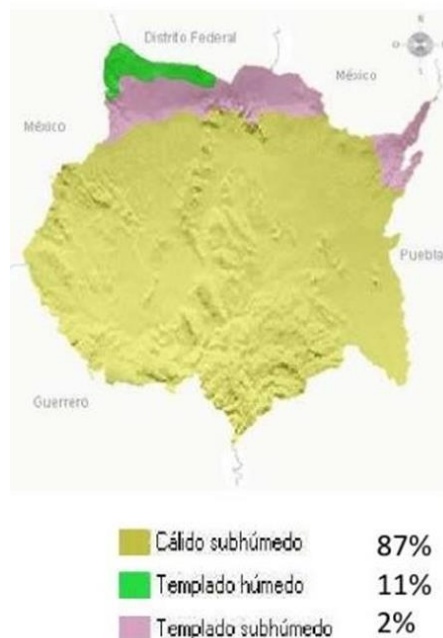 Distrito Federal
N
México
O
México
Puebla
Guerrero
Cálido subhúmedo 87%
Templado húmedo 11%
Templado subhúmedo 2%